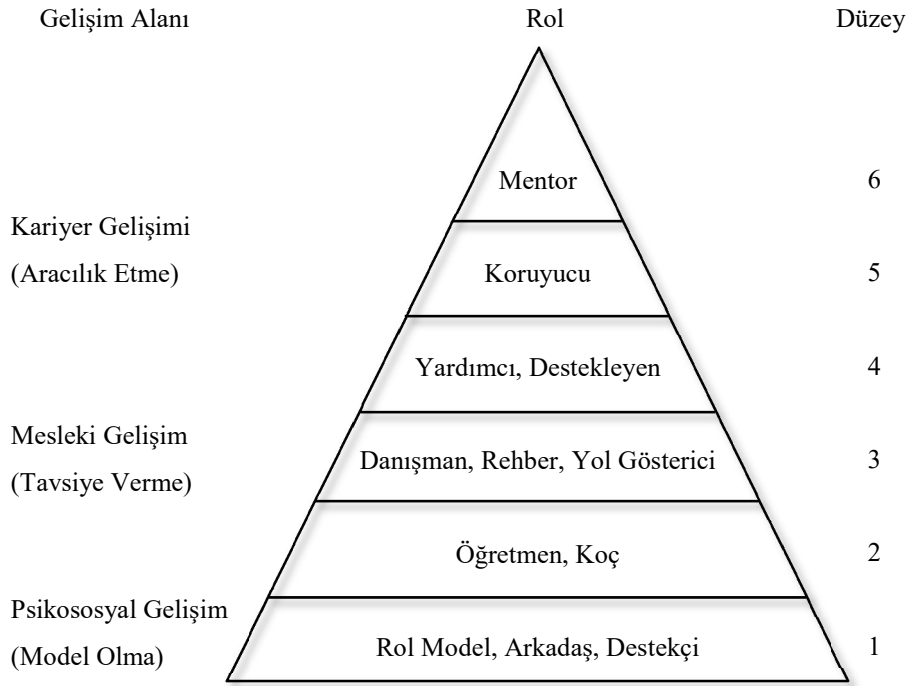 Gelişim Alanı Rol Düzey
Mentor 6
Kariyer Gelişimi
(Aracılık Etme)
Koruyucu 5
Yardımcı, Destekleyen 4
Mesleki Gelişim
(Tavsiye Verme)
Danışman, Rehber, Yol Gösterici 3
Öğretmen, Koç 2
Psikososyal Gelişim
(Model Olma)
Rol Model, Arkadaş, Destekçi 1